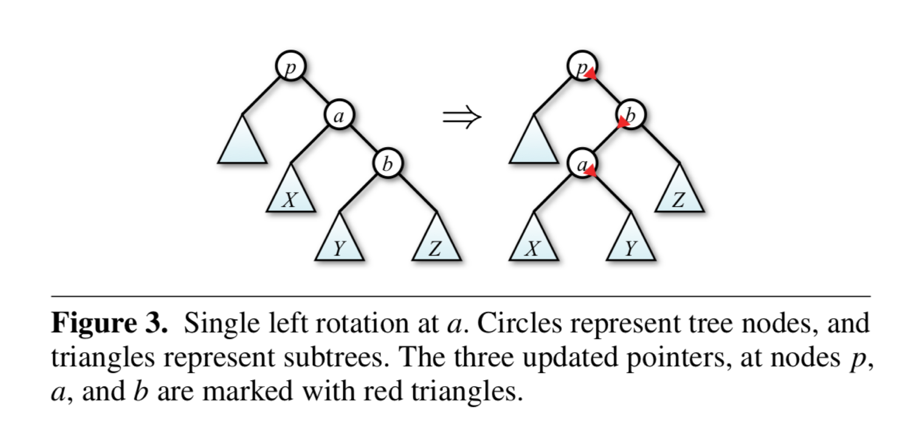 p p
a ⇒ b
b a
X Z
Y Z X Y
Figure 3. Single left rotation at a. Circles represent tree nodes, and
triangles represent subtrees. The three updated pointers, at nodes p,
a, and b are marked with red triangles.